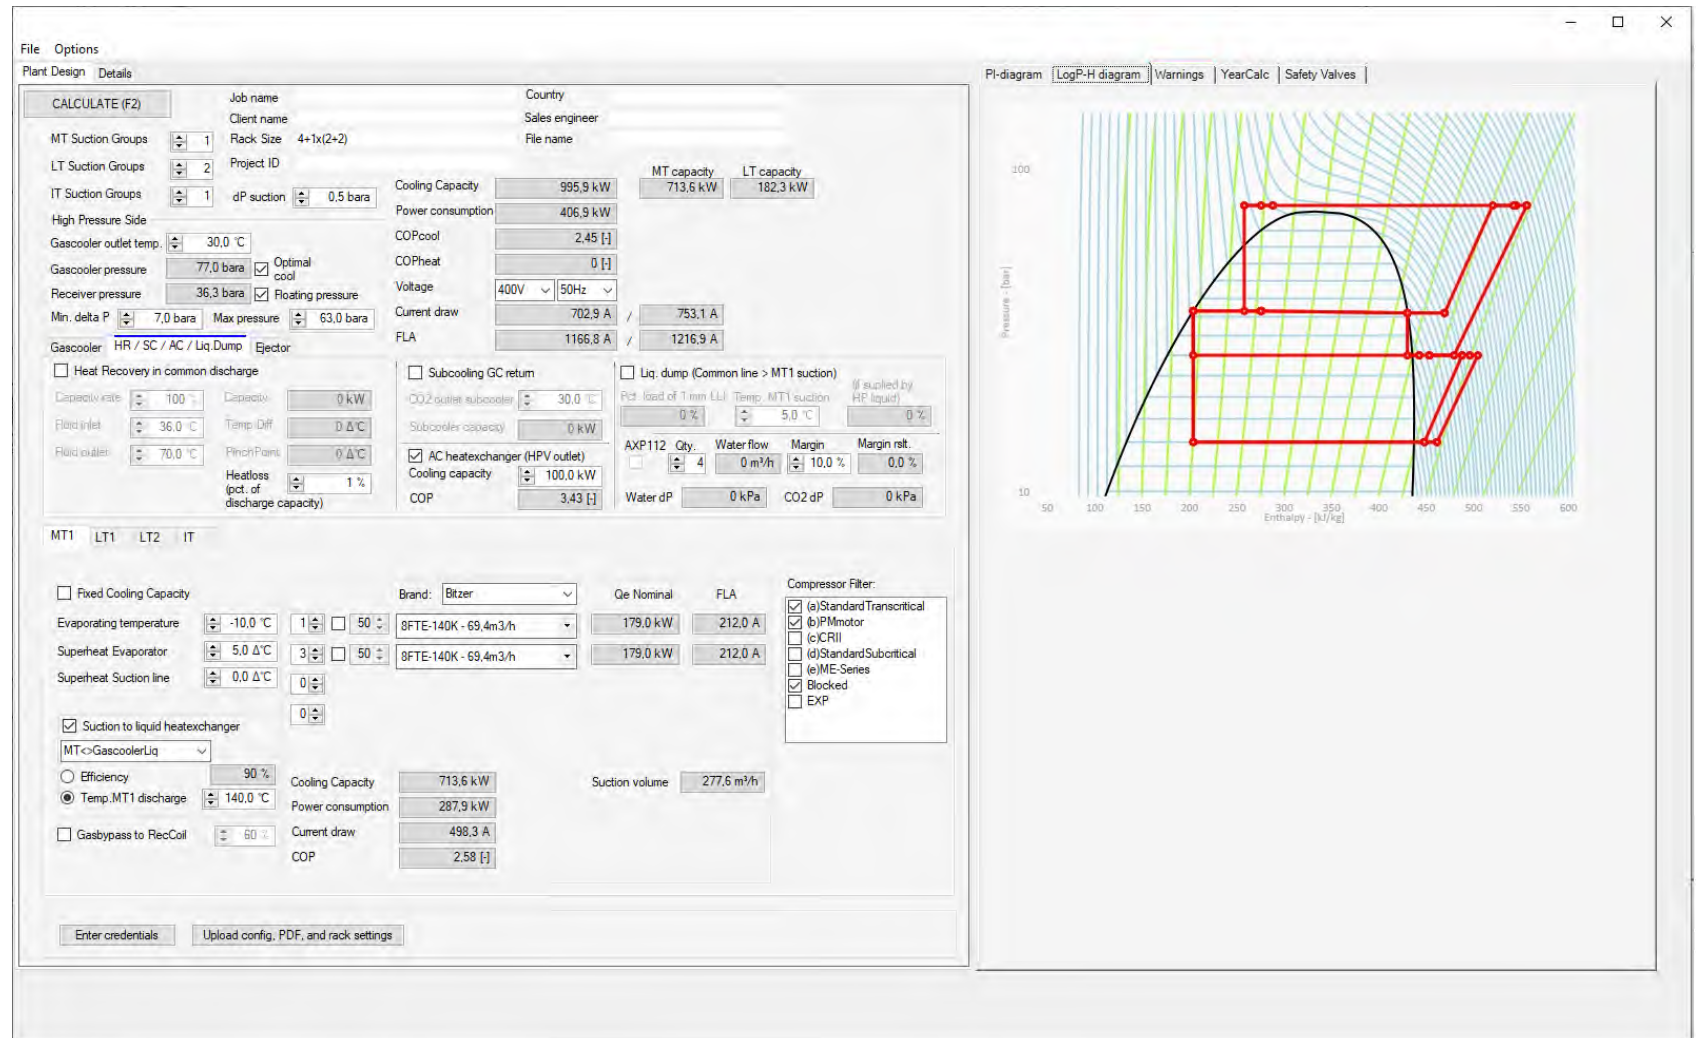 File Options
Plant Design Details
CALCULATE (F2)
Job name
Country
Client name
Sales engineer
MT Suction Groups 1 Rack Size 4+1x(2+2)
File name
LT Suction Groups 2 Project ID
MT capacity LT capacity
IT Suction Groups 1 dP suction 0,5 bara
Cooling Capacity 995,9 kW 713,6 kW 182,3 kW
High Pressure Side
Power consumption 406,9 kW
Gascooler outlet temp. 30,0 °C
COPcool 2,45 [-]
Gascooler pressure 77,0 bara Optimal cool
COPheat 0 [-]
Receiver pressure 36,3 bara Floating pressure
Voltage 400V 50Hz
Min. delta P 7,0 bara Max pressure 63,0 bara
Current draw 702,9 A / 753,1 A
FLA 1166,8 A / 1216,9 A
Gascooler HR / SC / AC / Liq.Dump Ejector
Heat Recovery in common discharge
Capacity rate 100 Capacity 0 kW
Fluid inlet 36,0 °C Temp. Diff 0 Δ°C
Fluid outlet 70,0 °C PinchPoint 0 Δ°C
Heatloss
(pct. of
discharge capacity)
1 %
Subcooling GC return
CO2 outlet subcooler 30,0 °C
Subcooler capacity 0 kW
AC heatexchanger (HPV outlet)
Cooling capacity 100,0 kW
COP 3,43 [-]
Liq. dump (Common line > MT1 suction)
Pct. load of 1 mm LLI Temp. MT1 suction (if suplied by
HP liquid)
0 % 5,0 °C 0 %
AXP112 Qty. Water flow Margin Margin rslt.
4 0 m³/h 10,0 % 0,0 %
Water dP 0 kPa CO2 dP 0 kPa
MT1 LT1 LT2 IT
Fixed Cooling Capacity
Brand: Bitzer
Qe Nominal FLA
Evaporating temperature -10,0 °C 1 50 8FTE-140K - 69,4m3/h 179,0 kW 212,0 A
Superheat Evaporator 5,0 Δ°C 3 50 8FTE-140K - 69,4m3/h 179,0 kW 212,0 A
Superheat Suction line 0,0 Δ°C 0
0
Compressor Filter:
(a)StandardTranscritical
(b)PMmotor
(c)CRII
(d)StandardSubcritical
(e)ME-Series
Blocked
EXP
Suction to liquid heatexchanger
MT<>GascoolerLiq
Efficiency 90 %
Temp.MT1 discharge 140,0 °C
Gasbypass to RecCoil 60 %
Cooling Capacity 713,6 kW
Power consumption 287,9 kW
Current draw 498,3 A
COP 2,58 [-]
Suction volume 277,6 m³/h
Enter credentials Upload config, PDF, and rack settings
PI-diagram LogP-H diagram Warnings YearCalc Safety Valves
100
Pressure - [bar]
10
50 100 150 200 250 300 350 400 450 500 550 600
Enthalpy - [kJ/kg]